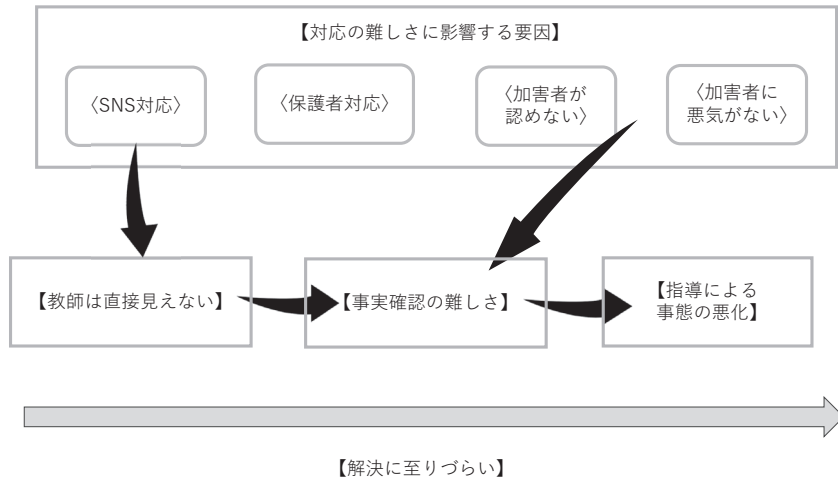 【対応の難しさに影響する要因】
〈SNS対応〉
〈保護者対応〉
〈加害者が
認めない〉
〈加害者に
悪気がない〉
【教師は直接見えない】
【事実確認の難しさ】
【指導による
事態の悪化】
【解決に至りづらい】